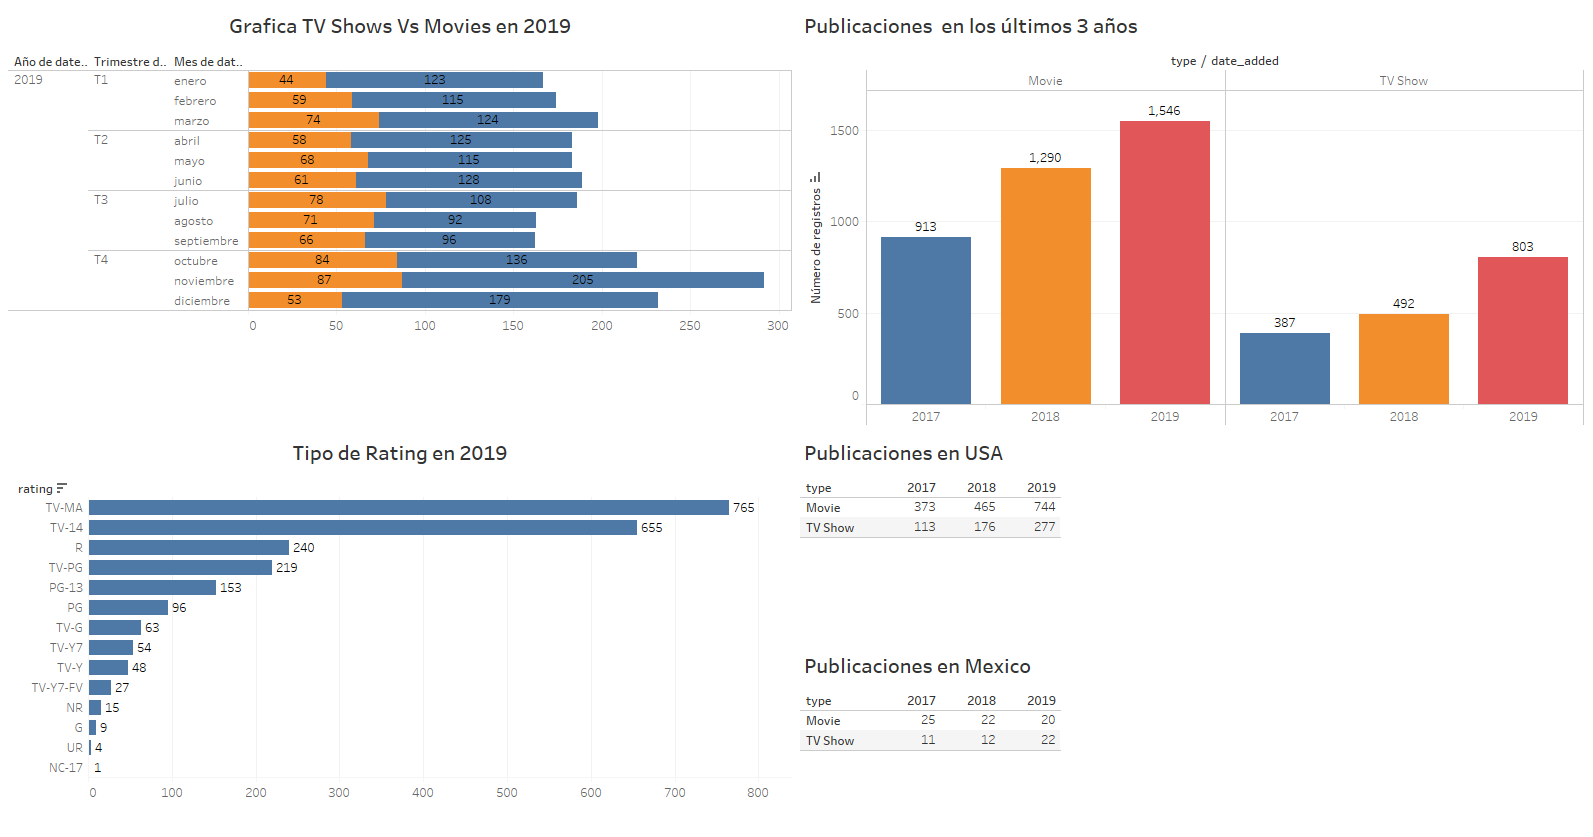 Grafica TV Shows Vs Movies en 2019
Año de date.. Trimestre d.. Mes de dat..
2019 T1 enero 44 123
febrero 59 115
marzo 74 124
T2 abril 58 125
mayo 68 115
junio 61 128
T3 julio 78 108
agosto 71 92
septiembre 66 96
T4 octubre 84 136
noviembre 87 205
diciembre 53 179
0 50 100 150 200 250 300
Publicaciones en los últimos 3 años
type / date_added
Movie TV Show
Número de registros
1500
1000
500
0
913 1,290 1,546 387 492 803
2017 2018 2019 2017 2018 2019
Tipo de Rating en 2019
rating
TV-MA 765
TV-14 655
R 240
TV-PG 219
PG-13 153
PG 96
TV-G 63
TV-Y7 54
TV-Y 48
TV-Y7-FV 27
NR 15
G 9
UR 4
NC-17 1
0 100 200 300 400 500 600 700 800
Publicaciones en USA
type 2017 2018 2019
Movie 373 465 744
TV Show 113 176 277
Publicaciones en Mexico
type 2017 2018 2019
Movie 25 22 20
TV Show 11 12 22